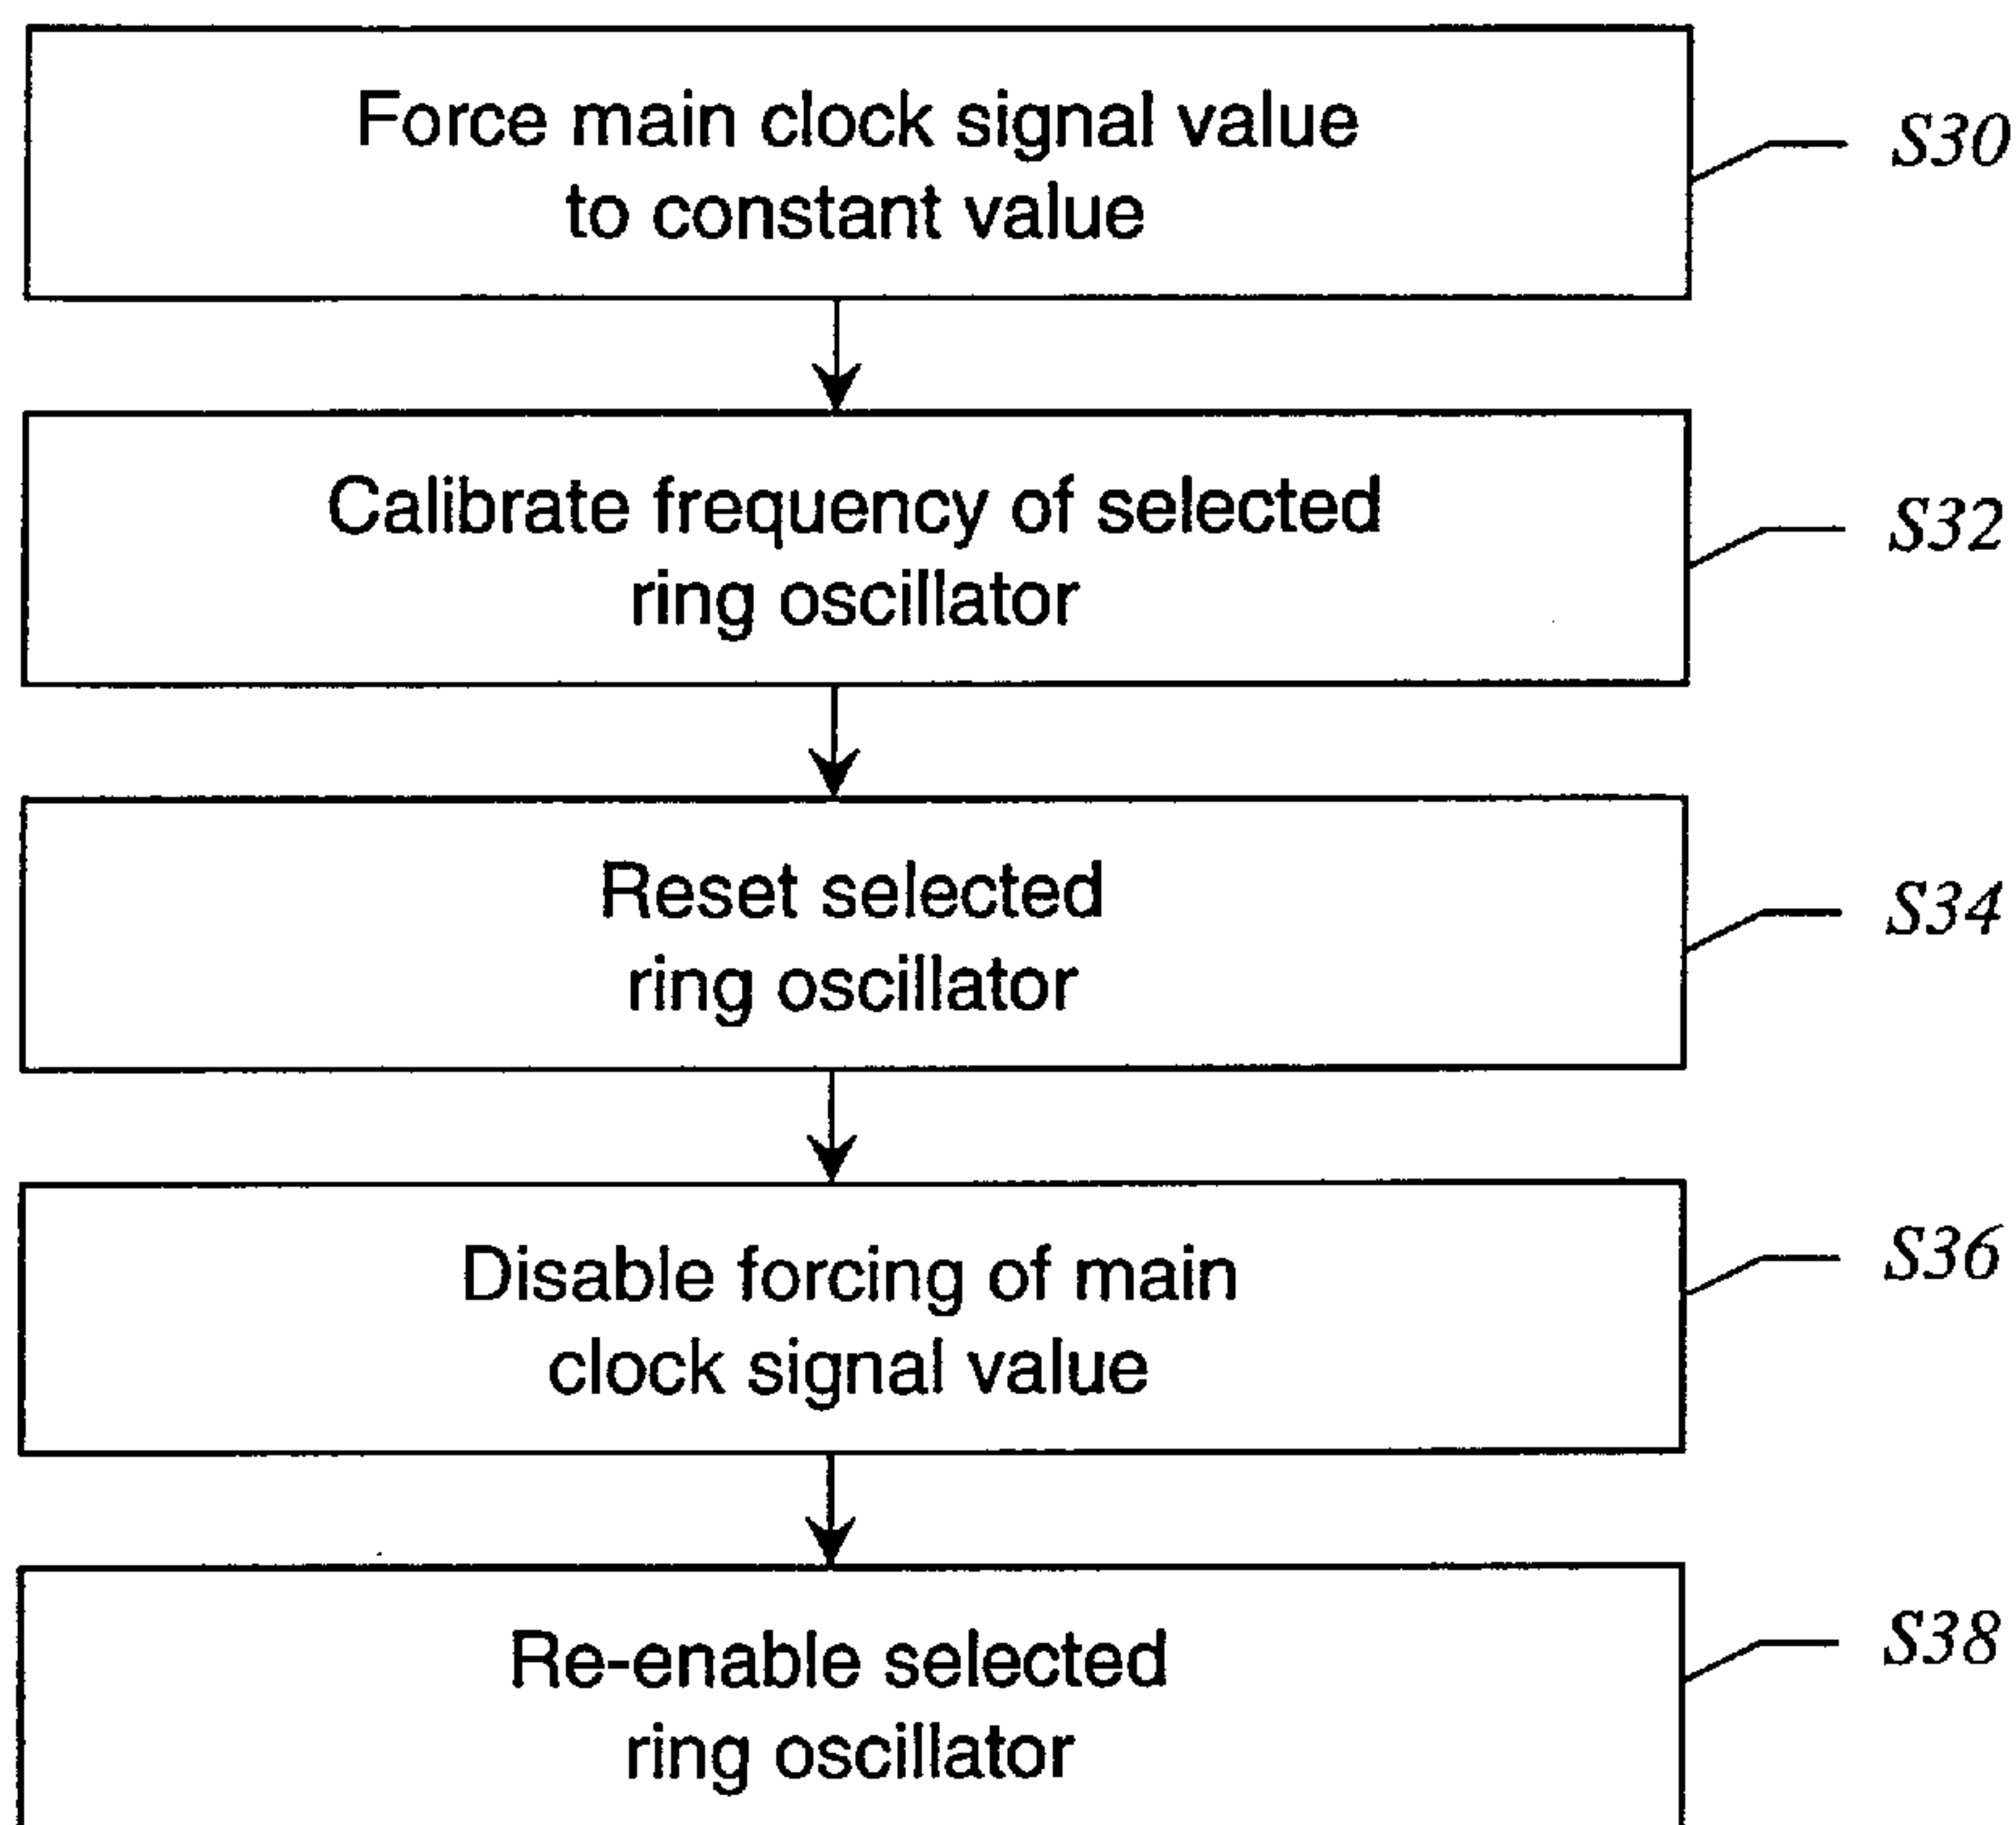 Force main clock signal value
to constant value
S30
Calibrate frequency of selected
ring oscillator
S32
Reset selected
ring oscillator
S34
Disable forcing of main
clock signal value
S36
Re-enable selected
ring oscillator
S38